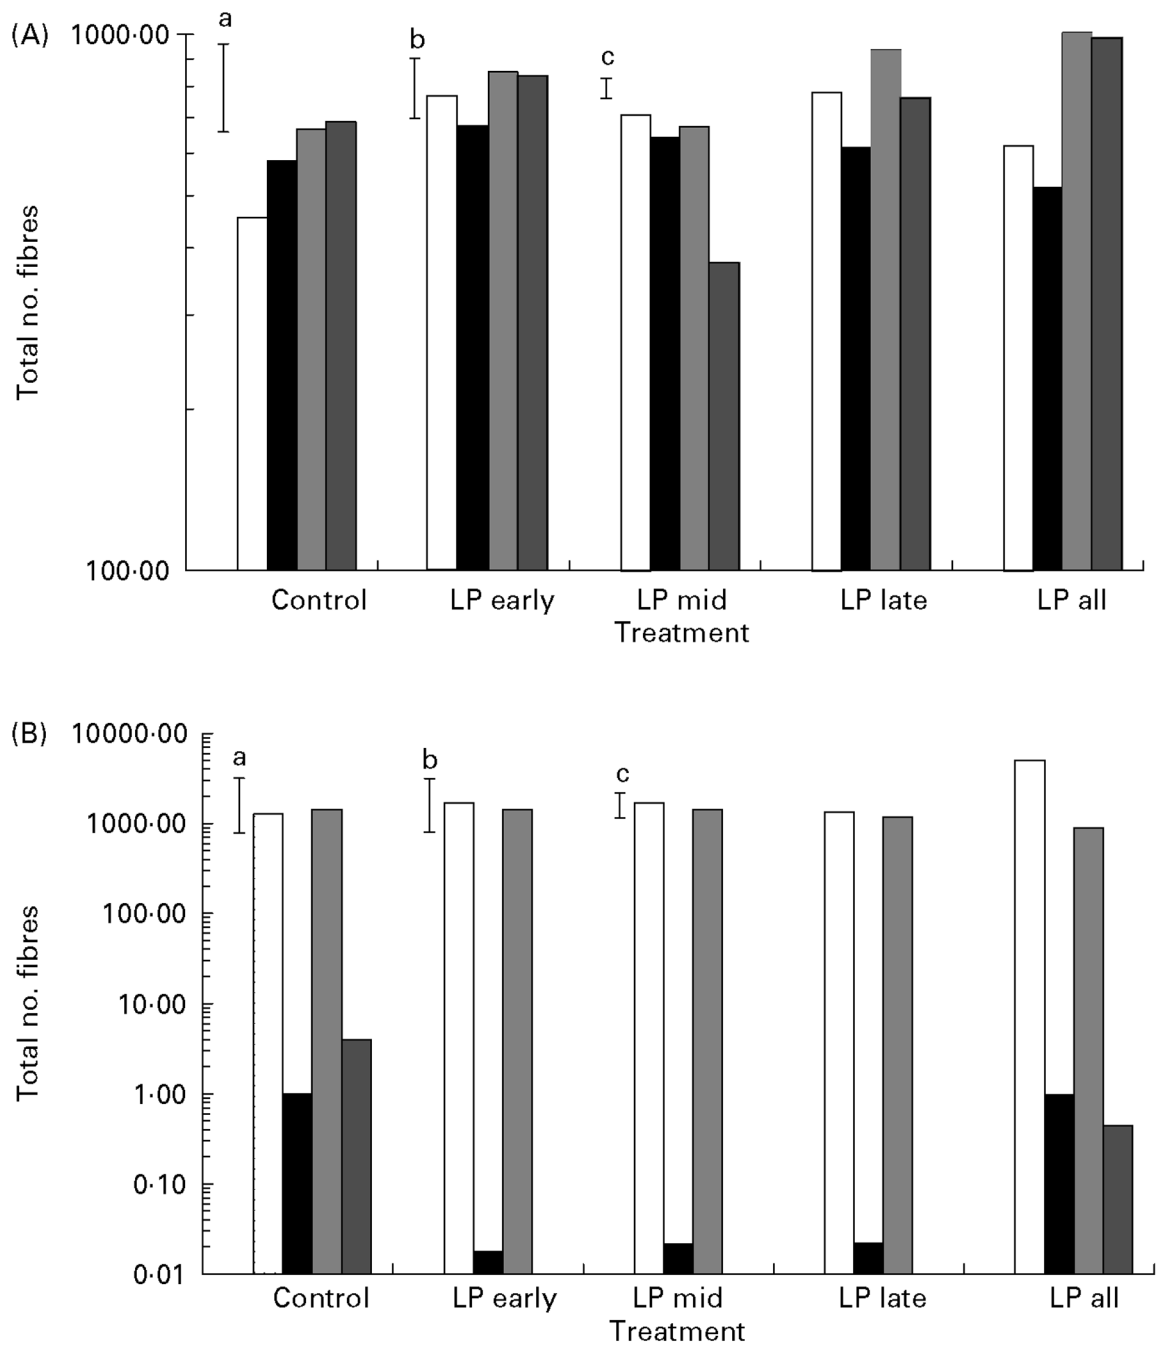 (A)
1000·00
a
b
c
Total no. fibres
100·00
Control
LP early
LP mid
LP late
LP all
Treatment
(B)
10000·00
a
b
c
1000·00
100·00
Total no. fibres
10·00
1·00
0·10
0·01
Control
LP early
LP mid
LP late
LP all
Treatment